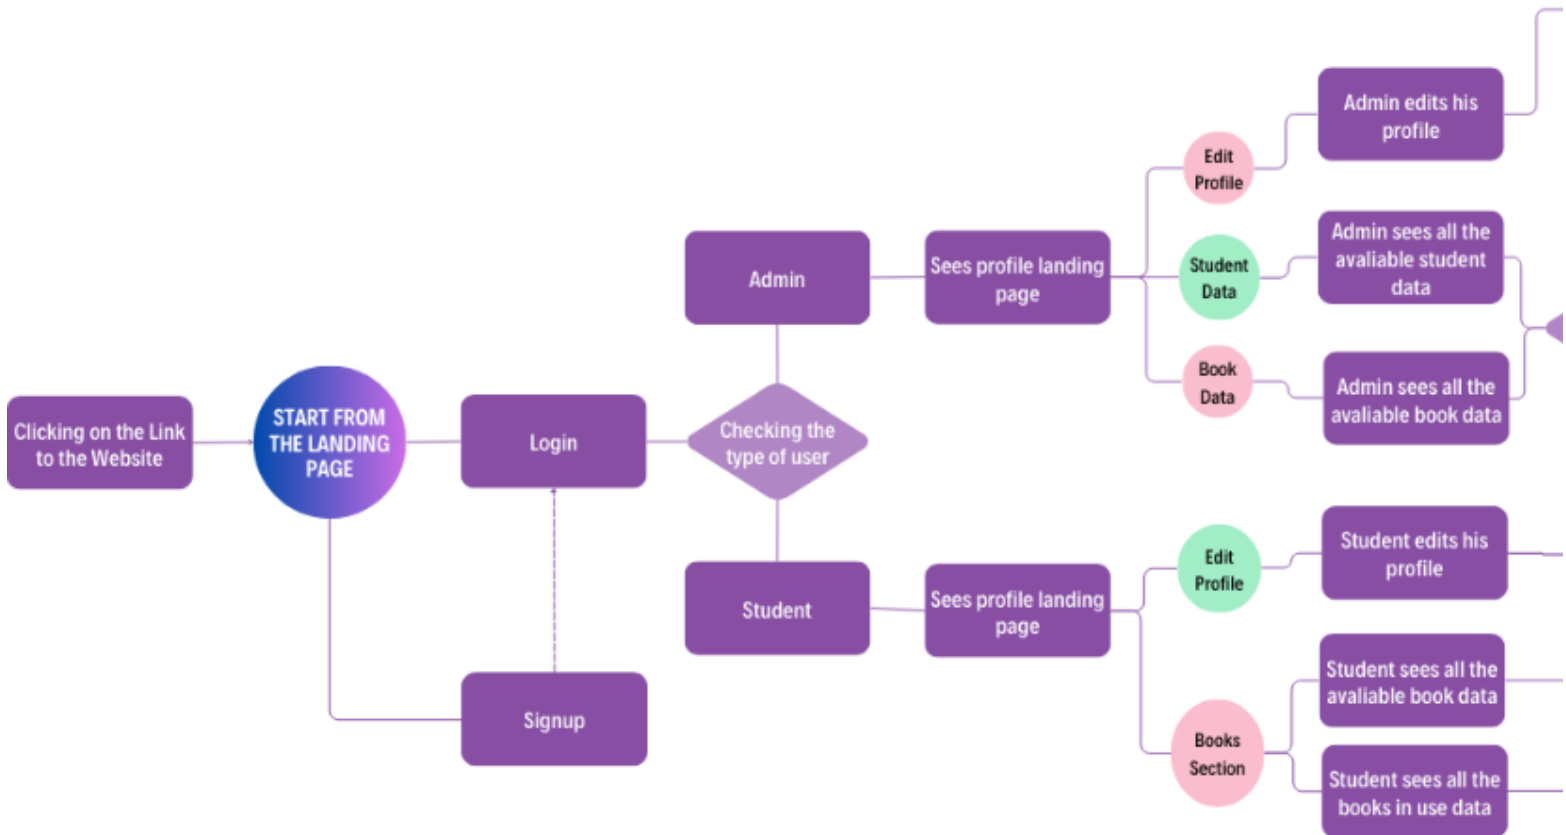 Clicking on the Link
to the Website
START FROM
THE LANDING
PAGE
Login
Signup
Checking the
type of user
Admin
Sees profile landing
page
Edit
Profile
Admin edits his
profile
Student
Data
Admin sees all the
avaliable student
data
Book
Data
Admin sees all the
avaliable book data
Student
Sees profile landing
page
Edit
Profile
Student edits his
profile
Books
Section
Student sees all the
avaliable book data
Student sees all the
books in use data